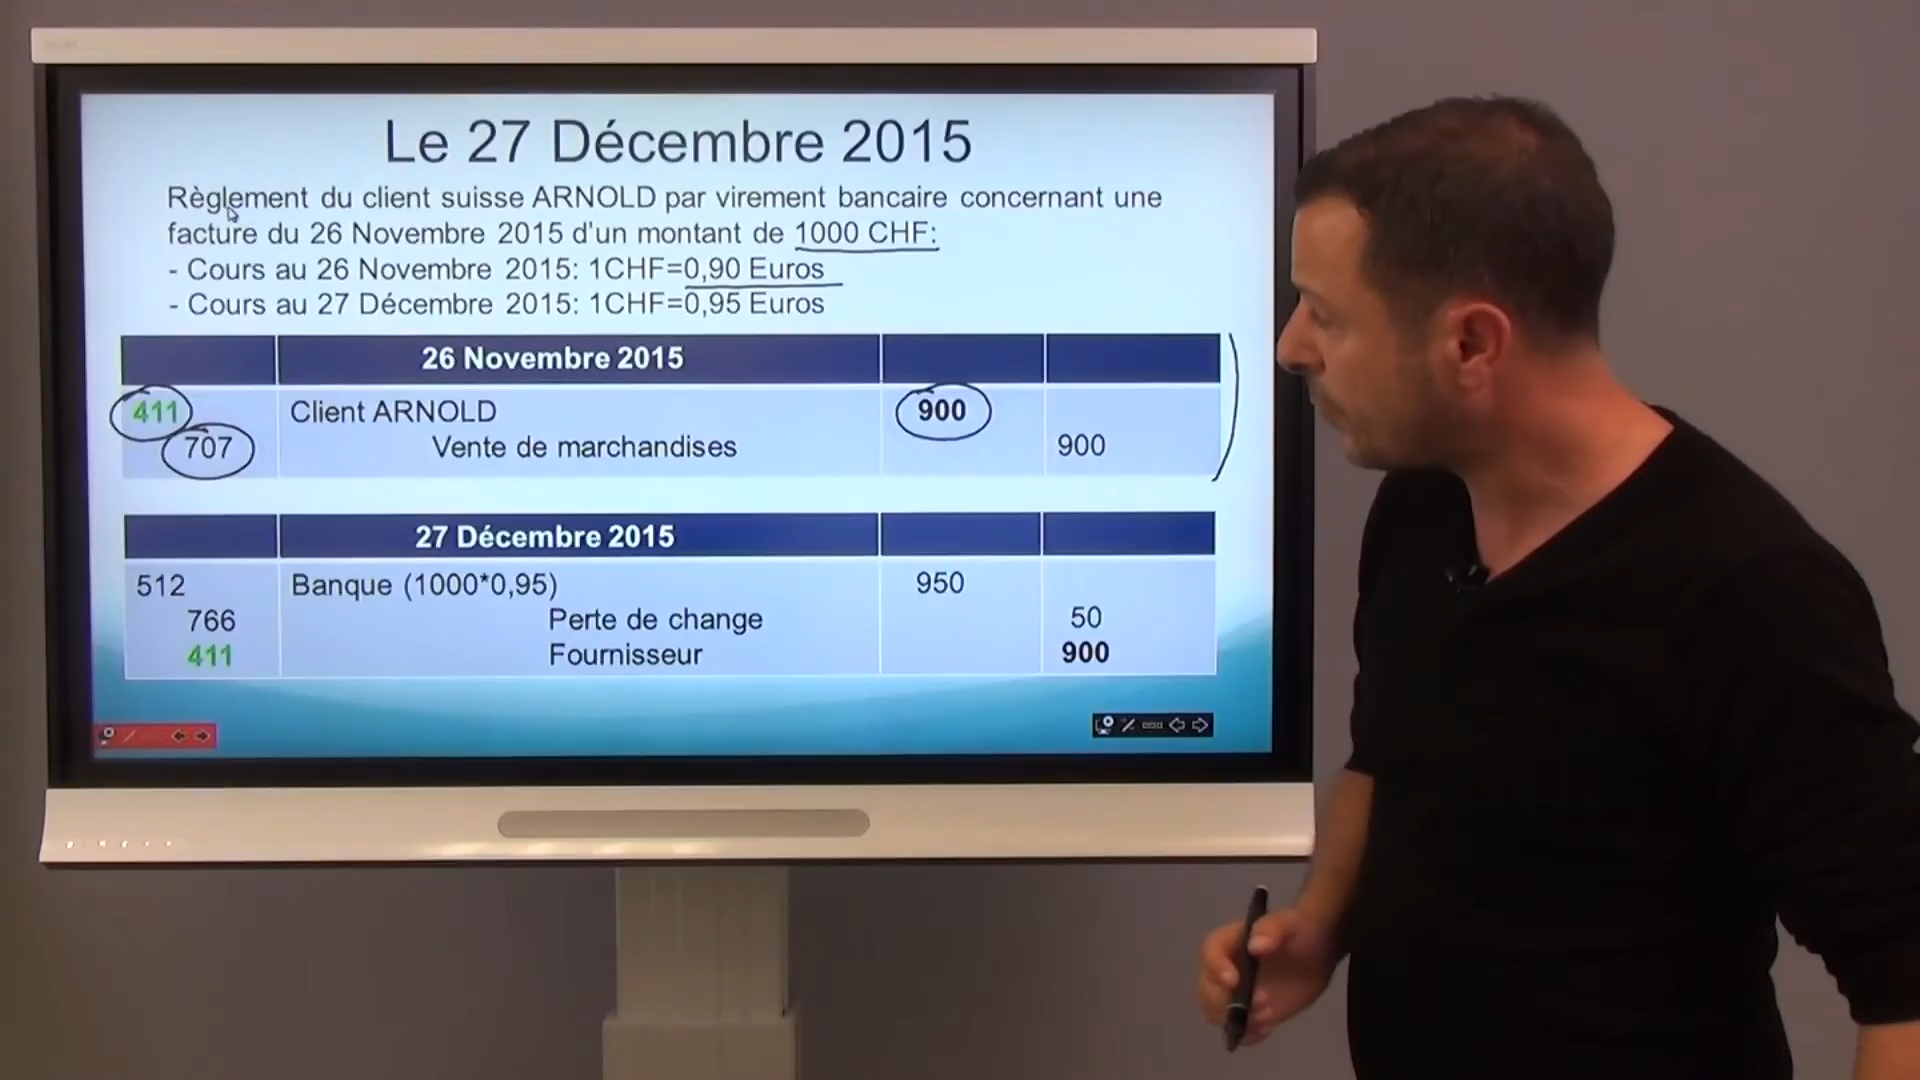 Le 27 Décembre 2015
Règlement du client suisse ARNOLD par virement bancaire concernant une
facture du 26 Novembre 2015 d'un montant de 1000 CHF:
- Cours au 26 Novembre 2015: 1CHF=0,90 Euros
- Cours au 27 Décembre 2015: 1CHF=0,95 Euros
26 Novembre 2015
411 Client ARNOLD 900
707 Vente de marchandises 900
27 Décembre 2015
512 Banque (1000*0,95) 950
766 Perte de change 50
411 Fournisseur 900